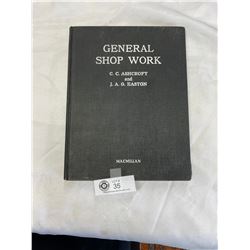 GENERAL
SHOP WORK
C. C. ASHCROFT
and
J. A. G. EASTON
MACMILLAN
35